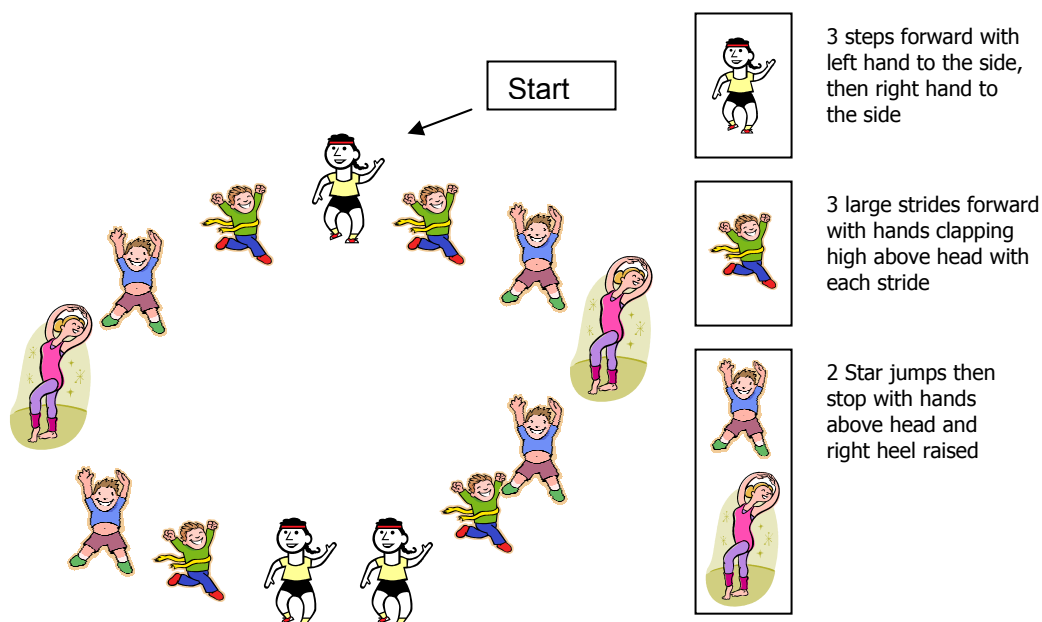 Start
3 steps forward with
left hand to the side,
then right hand to
the side
3 large strides forward
with hands clapping
high above head with
each stride
2 Star jumps then
stop with hands
above head and
right heel raised